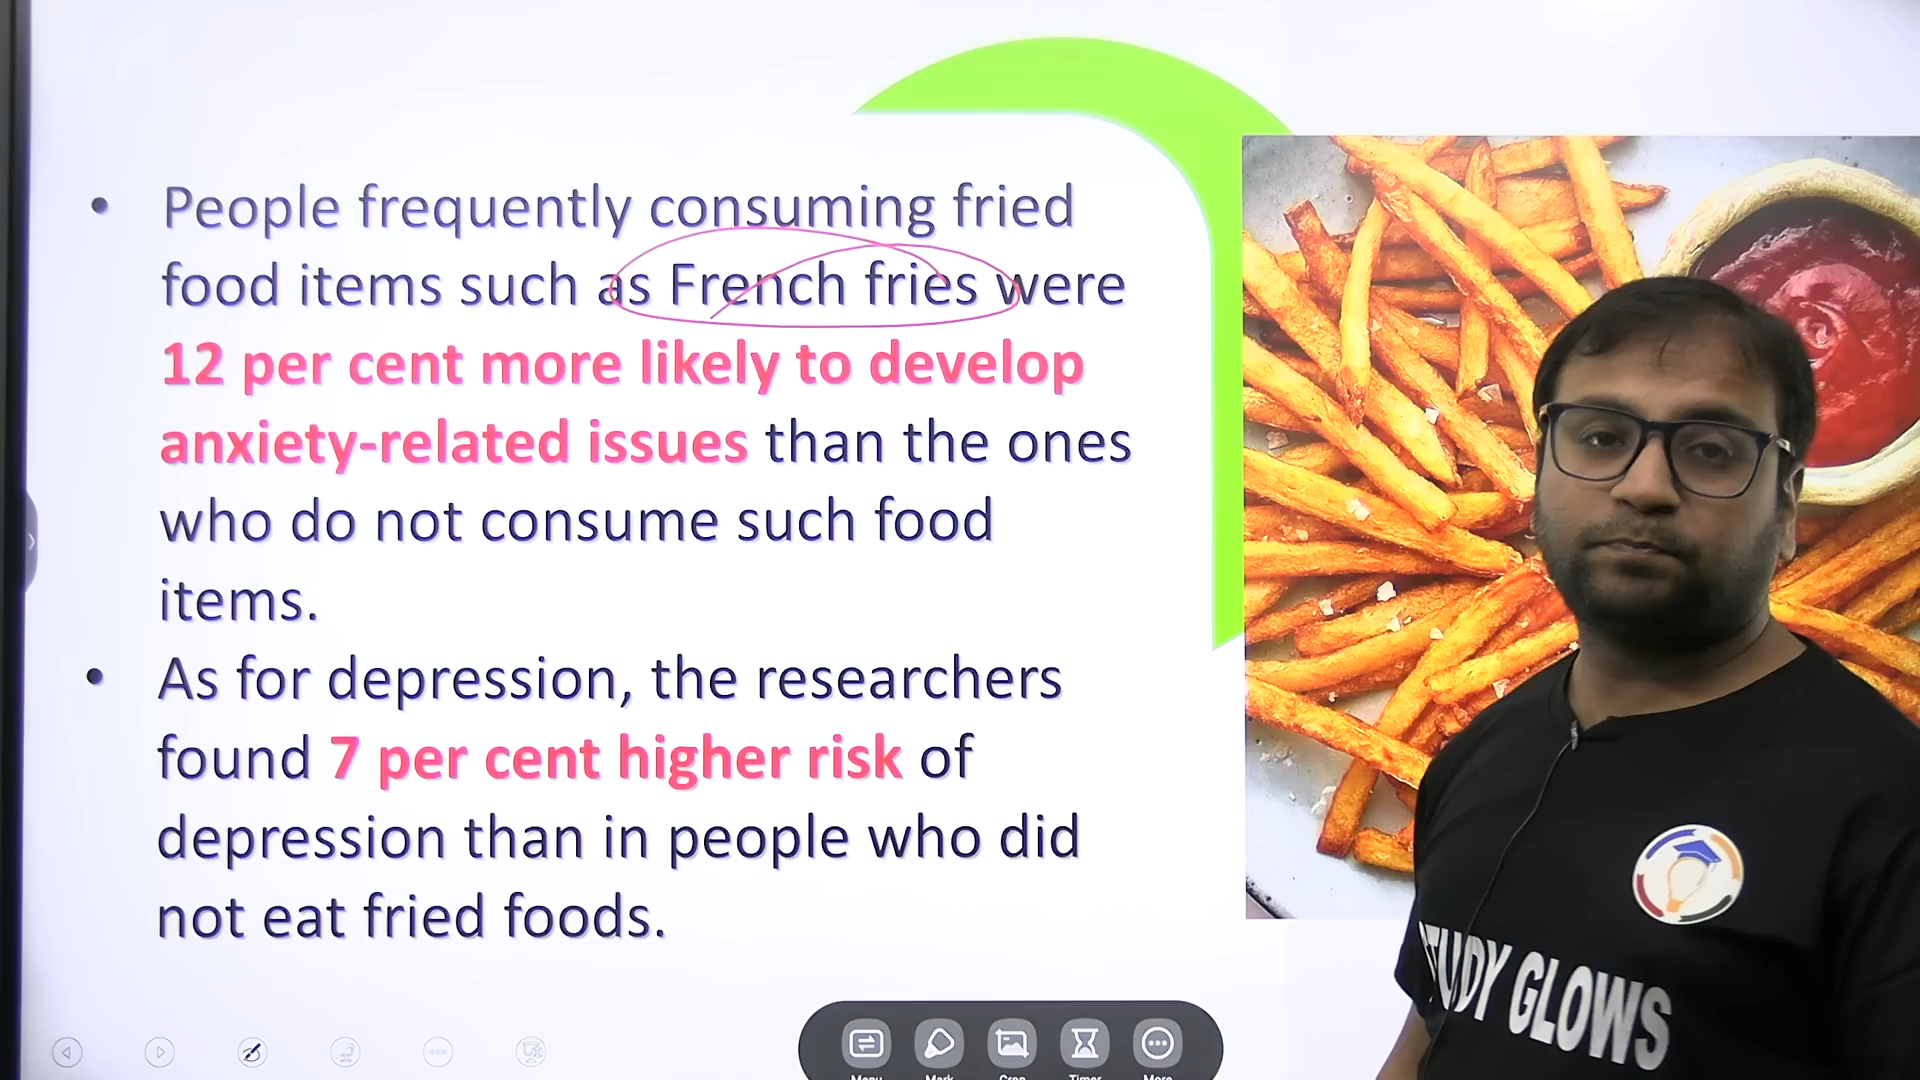 • People frequently consuming fried
food items such as French fries were
12 per cent more likely to develop
anxiety-related issues than the ones
who do not consume such food
items.
• As for depression, the researchers
found 7 per cent higher risk of
depression than in people who did
not eat fried foods.
STUDY GLOWS
Menu Mark Crop Timer More